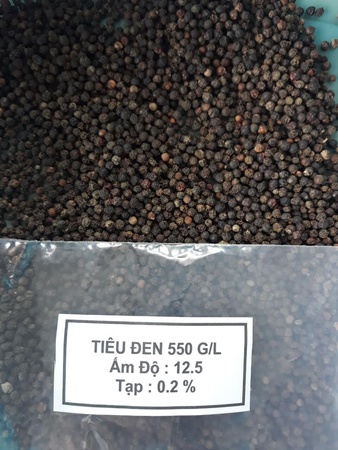 TIÊU ĐEN 550 G/L
Ẩm Độ : 12.5
Tạp : 0.2 %